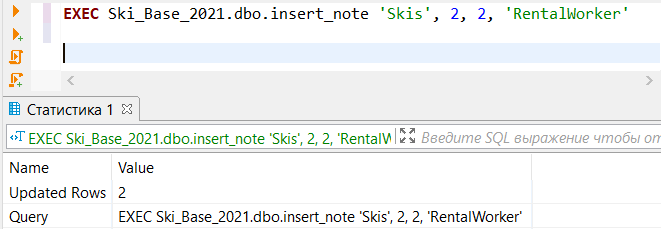 EXEC Ski_Base_2021.dbo.insert_note 'Skis', 2, 2, 'RentalWorker'
Статистика 1
EXEC Ski_Base_2021.dbo.insert_note 'Skis', 2, 2, 'RentalW
Введите SQL выражение чтобы от
Name Value
Updated Rows 2
Query EXEC Ski_Base_2021.dbo.insert_note 'Skis', 2, 2, 'RentalWorker'